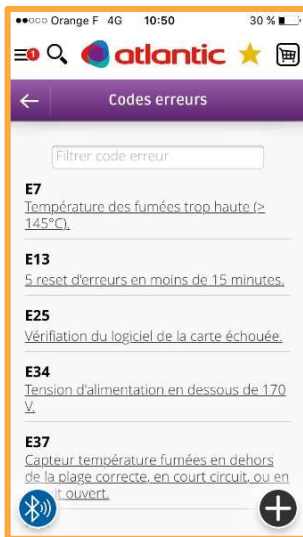 Orange F 4G 10:50 30 %
1 atlantic
Codes erreurs
Filtrer code erreur
E7
Température des fumées trop haute (>
145°C).
E13
5 reset d'erreurs en moins de 15 minutes.
E25
Vérifiation du logiciel de la carte échouée.
E34
Tension d'alimentation en dessous de 170
V.
E37
Capteur température fumées en dehors
de la plage correcte, en court circuit, ou en
it ouvert.